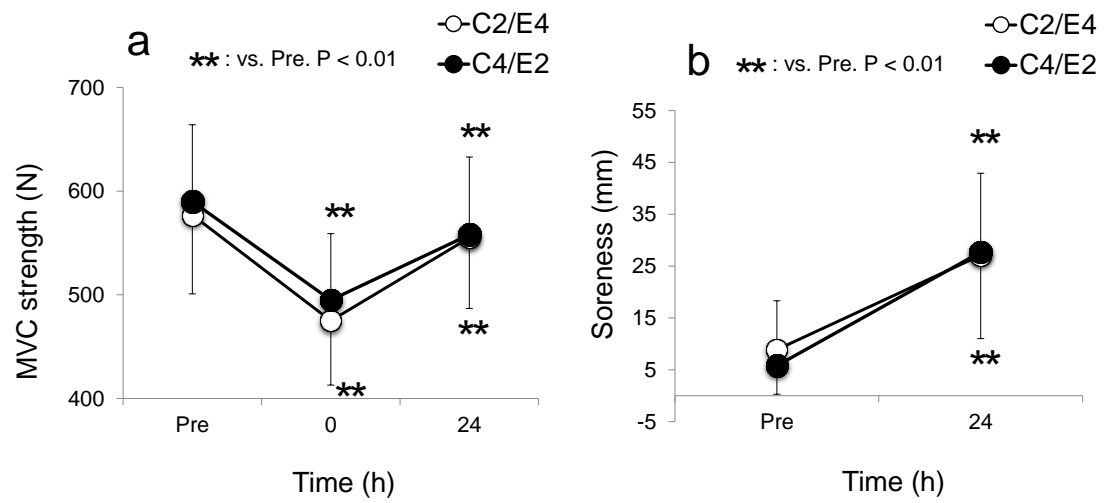 a
C2/E4
C4/E2
** : vs. Pre. P < 0.01
MVC strength (N)
700
600
500
400
**
**
**
**
Pre
0
24
Time (h)
b
C2/E4
C4/E2
** : vs. Pre. P < 0.01
Soreness (mm)
55
45
35
25
15
5
-5
**
**
Pre
24
Time (h)